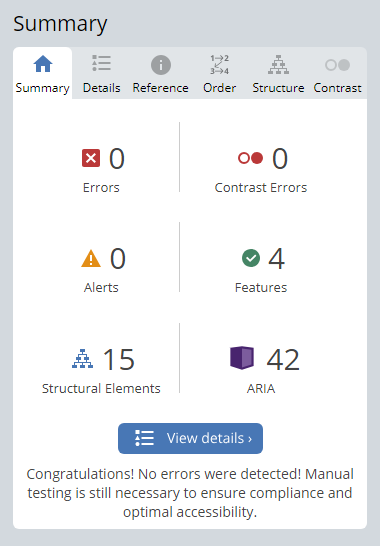 Summary
Summary Details Reference Order Structure Contrast
0 0
Errors Contrast Errors
0 4
Alerts Features
15 42
Structural Elements ARIA
View details ›
Congratulations! No errors were detected! Manual
testing is still necessary to ensure compliance and
optimal accessibility.